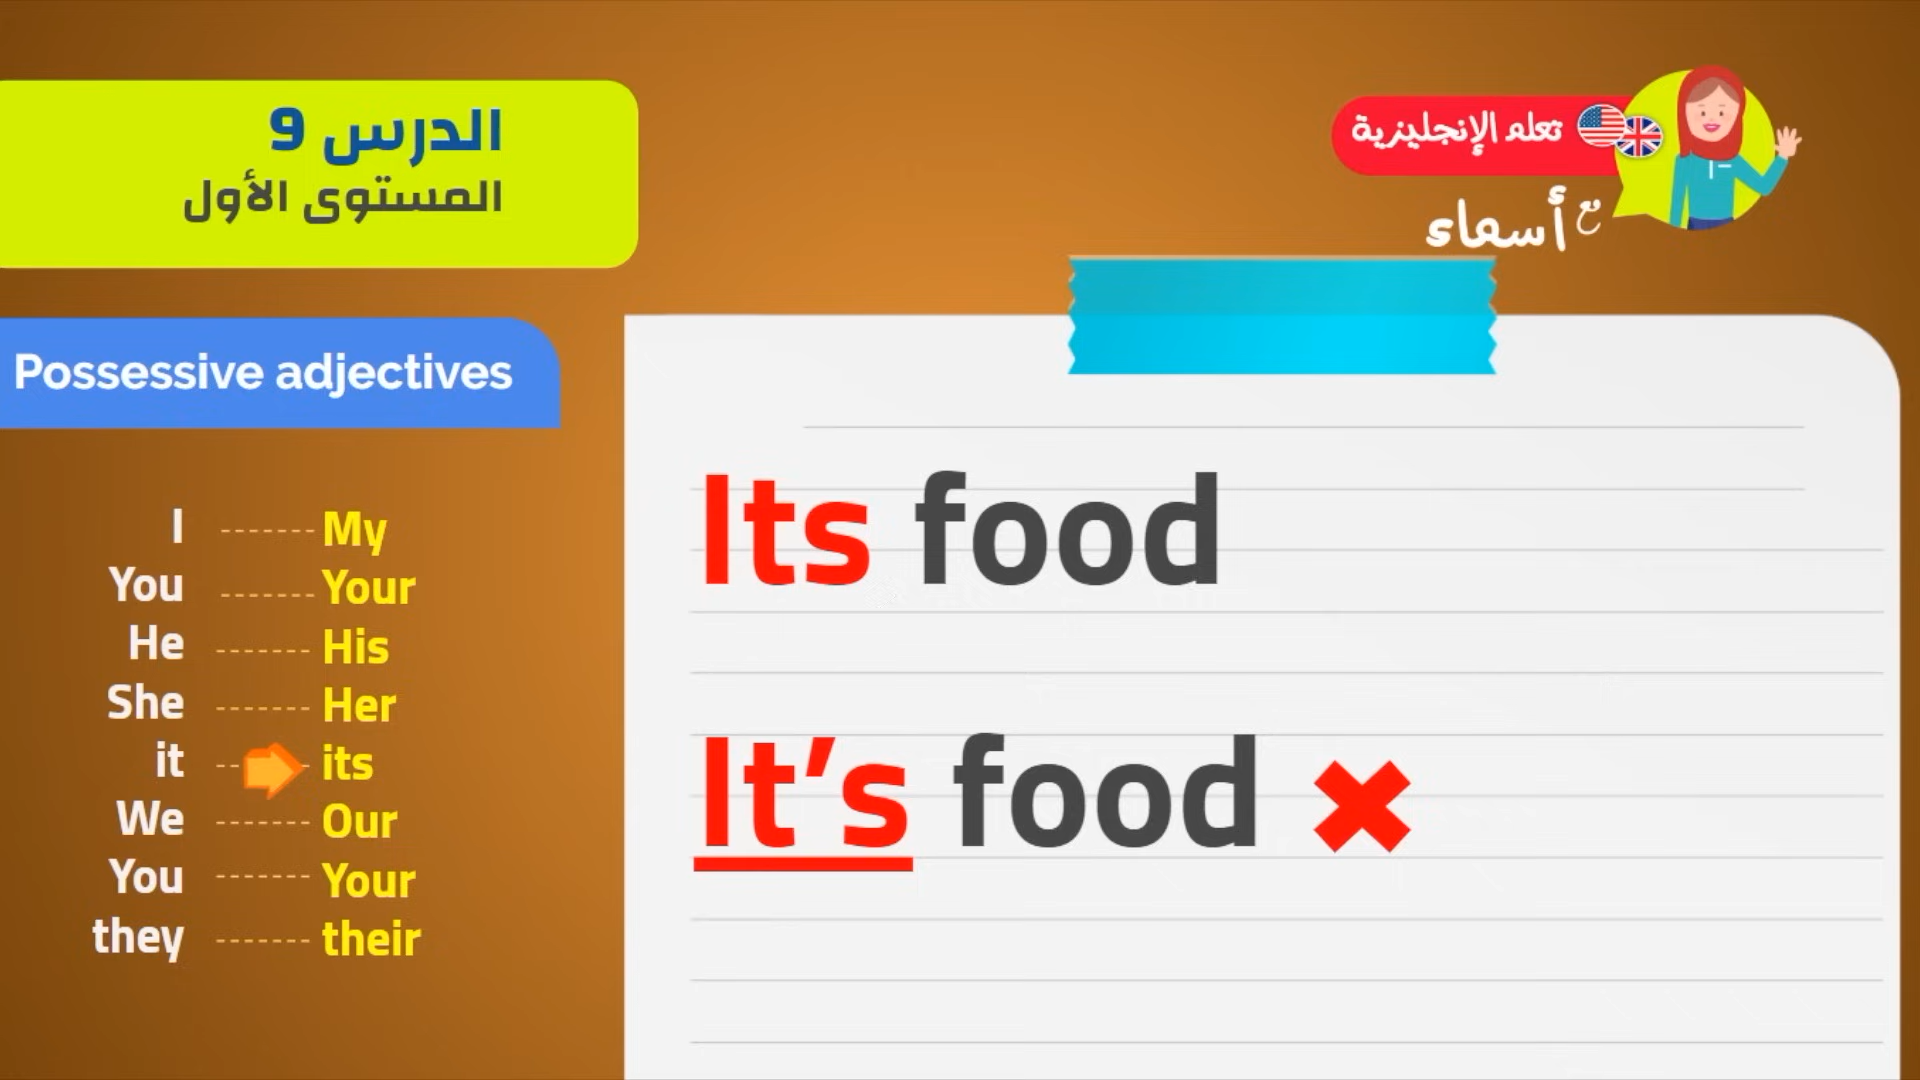 الدرس 9
المستوى الأول
تعلم الإنجليزية
مع أسماء
Possessive adjectives
I ------- My
You ------- Your
He ------- His
She ------- Her
it ------- its
We ------- Our
You ------- Your
they ------- their
Its food
It’s food ✖